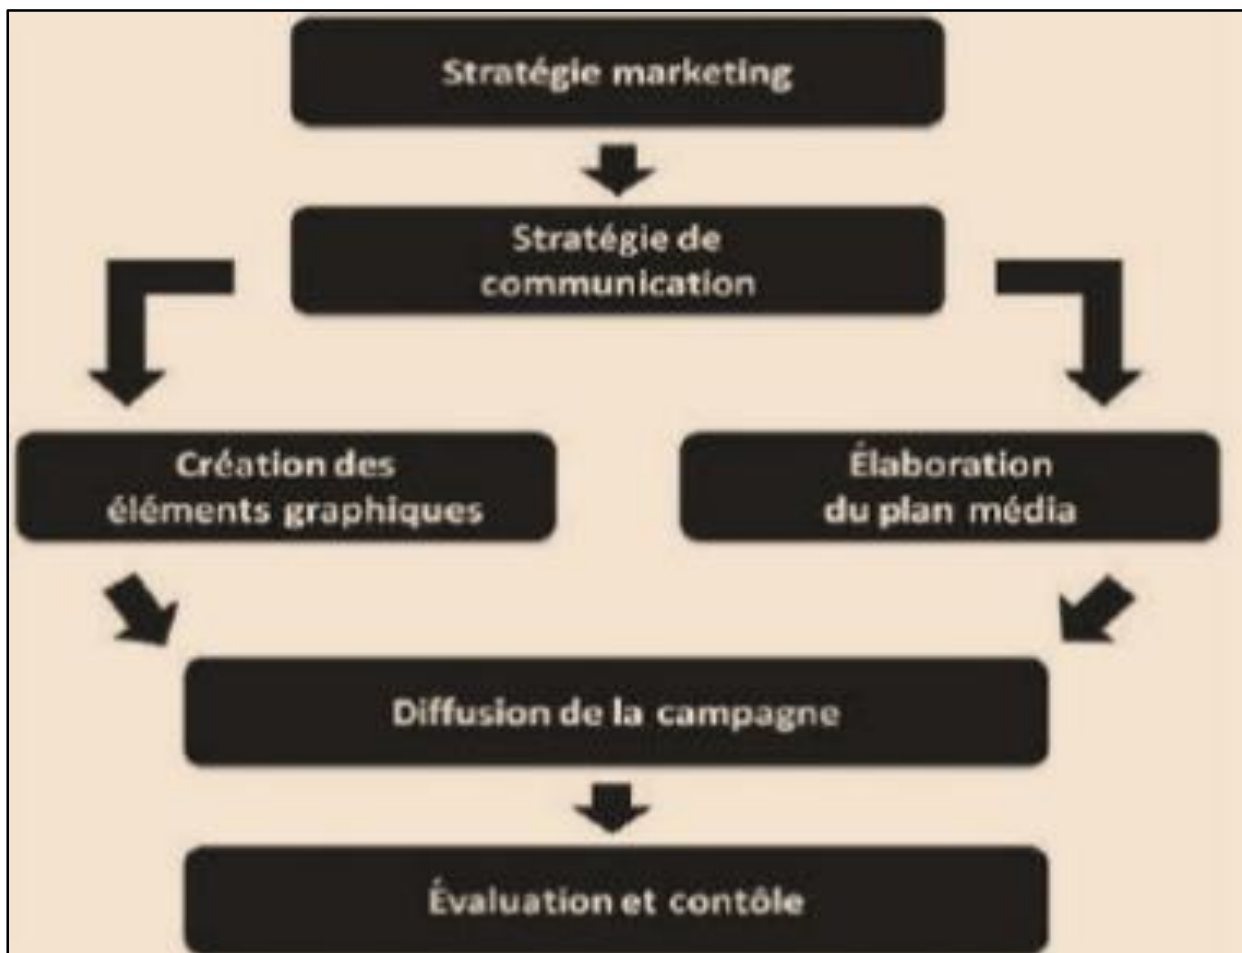 Stratégie marketing
Stratégie de
communication
Création des
éléments graphiques
Élaboration
du plan média
Diffusion de la campagne
Évaluation et contôle